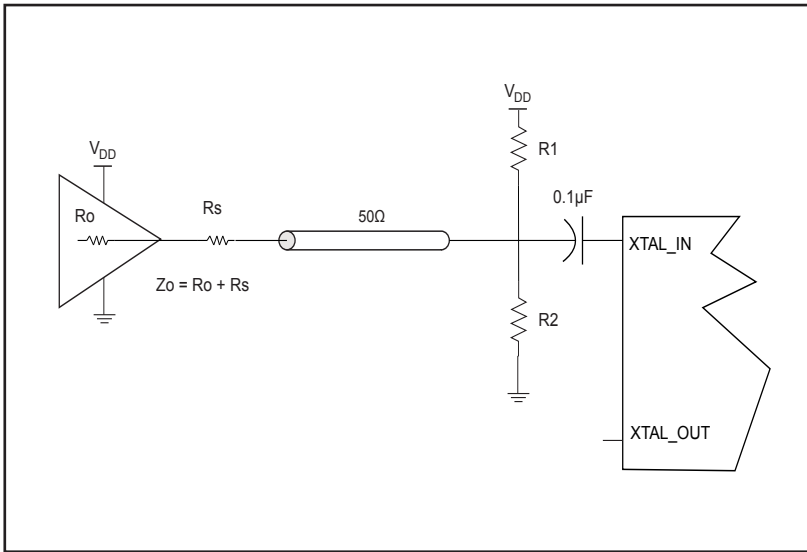 V_DD
R1
V_DD
0.1µF
Ro
Rs
50Ω
XTAL_IN
Zo = Ro + Rs
R2
XTAL_OUT